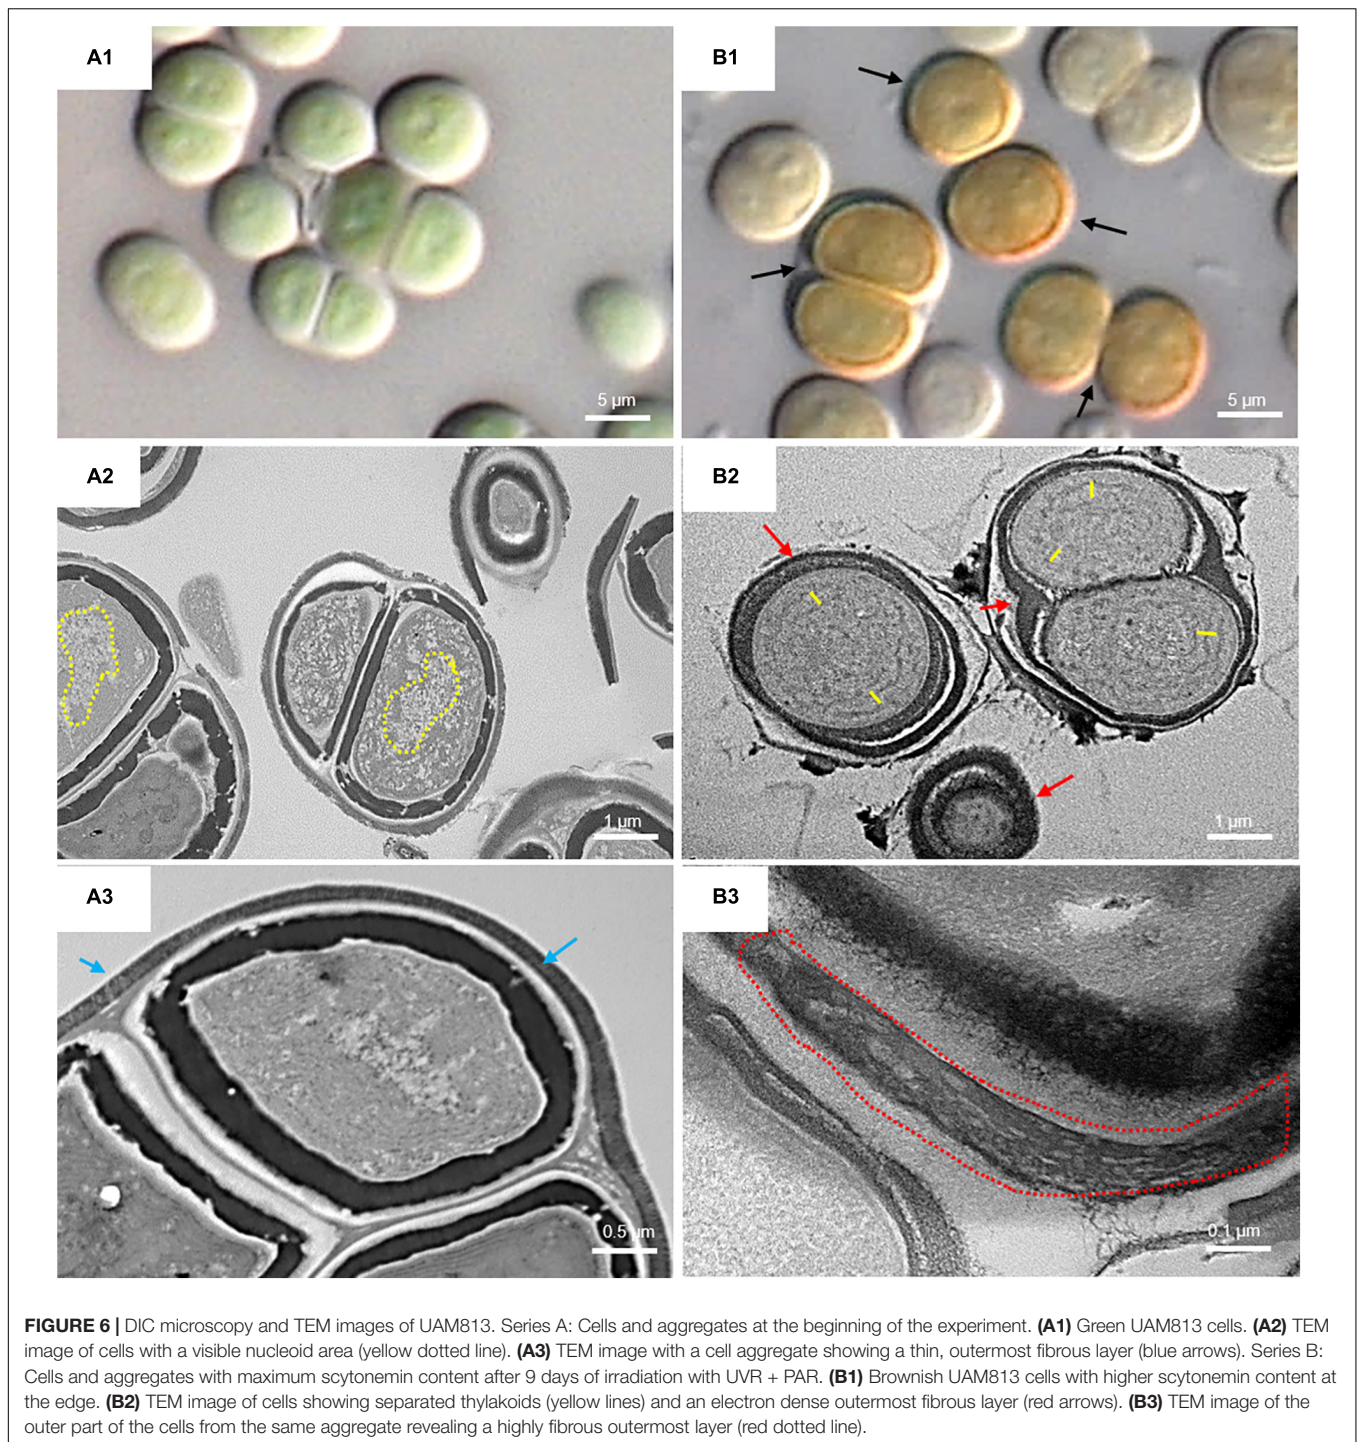 A1
B1
5 µm
5 µm
A2
B2
1 µm
1 µm
A3
B3
0.5 µm
0.1 µm
FIGURE 6 | DIC microscopy and TEM images of UAM813. Series A: Cells and aggregates at the beginning of the experiment. (A1) Green UAM813 cells. (A2) TEM
image of cells with a visible nucleoid area (yellow dotted line). (A3) TEM image with a cell aggregate showing a thin, outermost fibrous layer (blue arrows). Series B:
Cells and aggregates with maximum scytonemin content after 9 days of irradiation with UVR + PAR. (B1) Brownish UAM813 cells with higher scytonemin content at
the edge. (B2) TEM image of cells showing separated thylakoids (yellow lines) and an electron dense outermost fibrous layer (red arrows). (B3) TEM image of the
outer part of the cells from the same aggregate revealing a highly fibrous outermost layer (red dotted line).